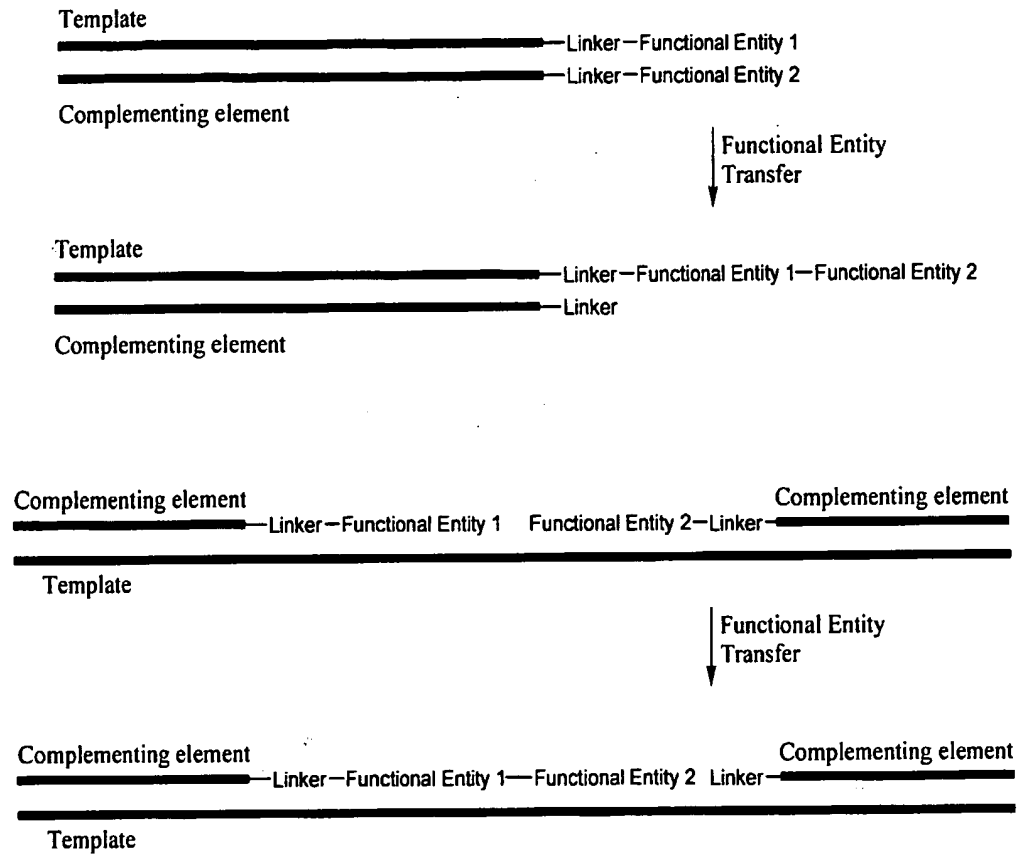 Template
Linker—Functional Entity 1
Linker—Functional Entity 2
Complementing element
Functional Entity
Transfer
Template
Linker—Functional Entity 1—Functional Entity 2
Linker
Complementing element
Complementing element Complementing element
Linker—Functional Entity 1 Functional Entity 2—Linker
Template
Functional Entity
Transfer
Complementing element Complementing element
Linker—Functional Entity 1—Functional Entity 2 Linker
Template